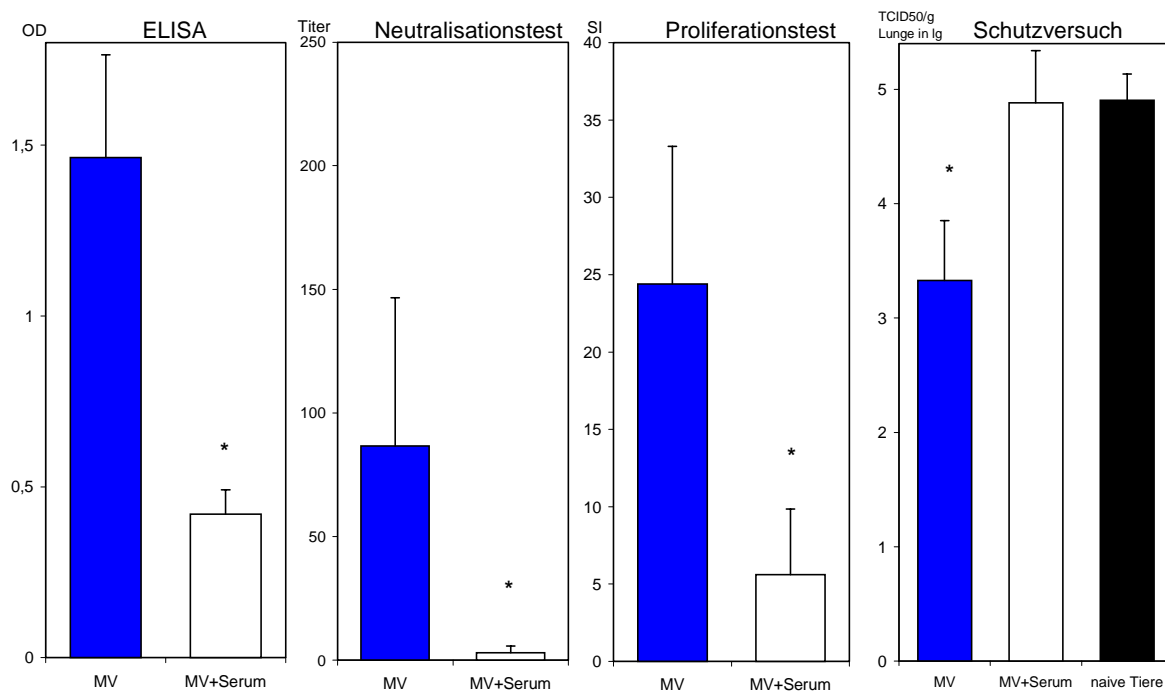 OD
ELISA
1,5
1
0,5
0
*
MV
MV+Serum
Titer
Neutralisationstest
250
200
150
100
50
0
*
MV
MV+Serum
SI
Proliferationstest
40
35
30
25
20
15
10
5
0
*
MV
MV+Serum
TCID50/g
Lunge in lg
Schutzversuch
5
4
3
2
1
0
*
MV
MV+Serum
naive Tiere